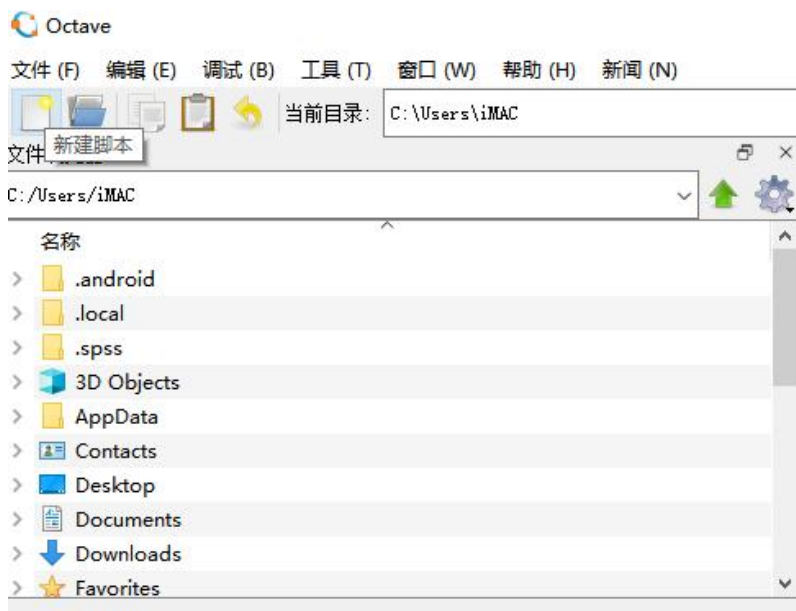 Octave
文件 (F) 编辑 (E) 调试 (B) 工具 (T) 窗口 (W) 帮助 (H) 新闻 (N)
当前目录: C:\Users\iMAC
新建脚本
文件
C:/Users/iMAC
名称
.android
.local
.spss
3D Objects
AppData
Contacts
Desktop
Documents
Downloads
Favorites